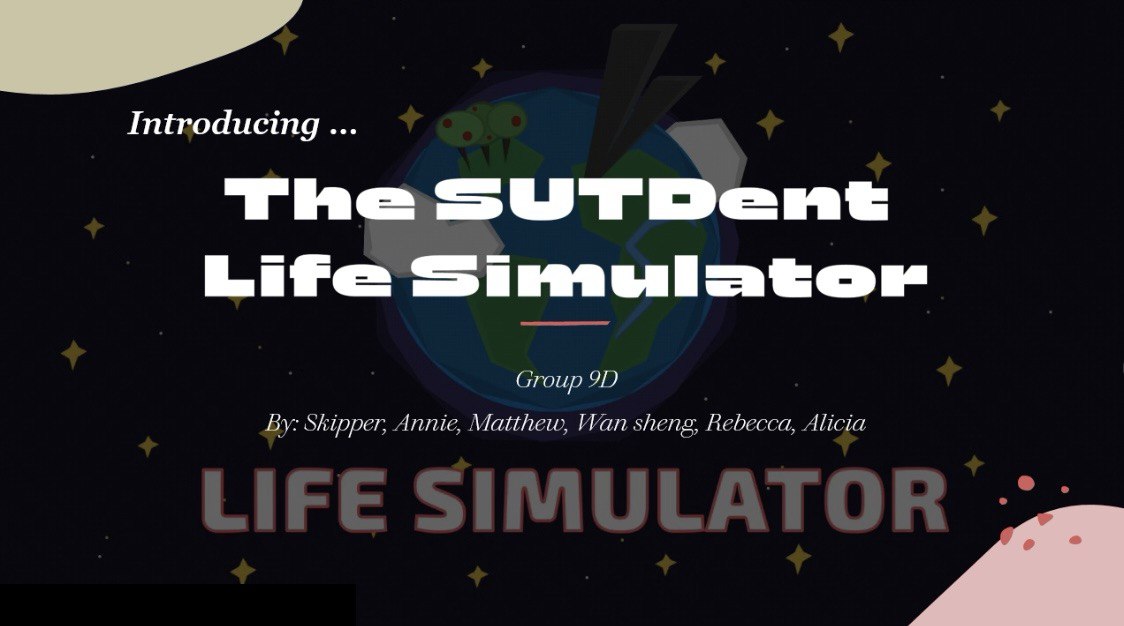 Introducing ...
The SUTDent
Life Simulator
Group 9D
By: Skipper, Annie, Matthew, Wan sheng, Rebecca, Alicia
LIFE SIMULATOR